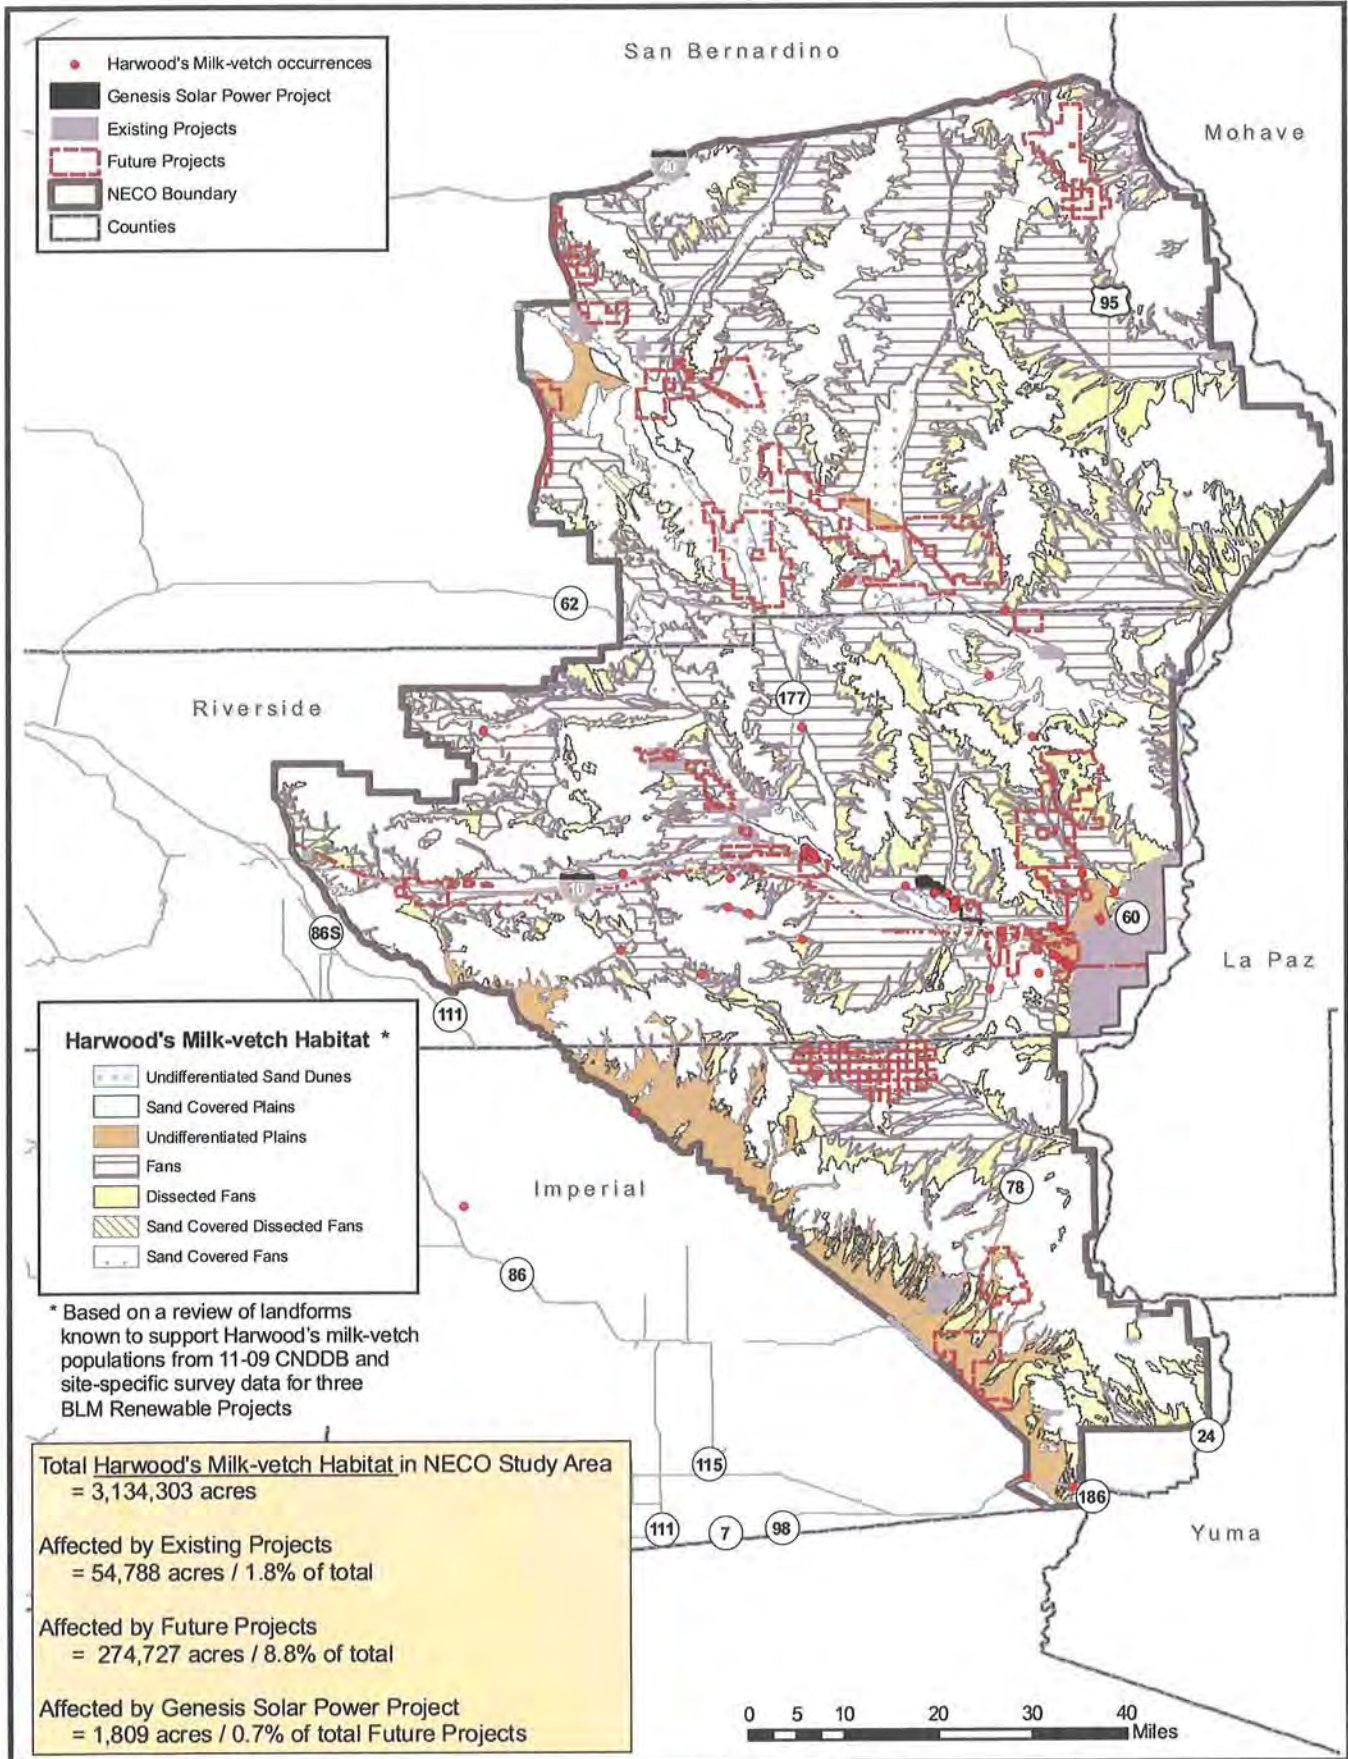 San Bernardino
Harwood's Milk-vetch occurrences
Genesis Solar Power Project
Existing Projects
Future Projects
NECO Boundary
Counties
Mohave
40
95
62
Riverside
177
10
60
86S
La Paz
111
Harwood's Milk-vetch Habitat *
Undifferentiated Sand Dunes
Sand Covered Plains
Undifferentiated Plains
Fans
Dissected Fans
Sand Covered Dissected Fans
Sand Covered Fans
Imperial
78
86
* Based on a review of landforms
known to support Harwood's milk-vetch
populations from 11-09 CNDDB and
site-specific survey data for three
BLM Renewable Projects
24
115
186
111
7
98
Yuma
Total Harwood's Milk-vetch Habitat in NECO Study Area
= 3,134,303 acres
Affected by Existing Projects
= 54,788 acres / 1.8% of total
Affected by Future Projects
= 274,727 acres / 8.8% of total
Affected by Genesis Solar Power Project
= 1,809 acres / 0.7% of total Future Projects
0 5 10 20 30 40
Miles